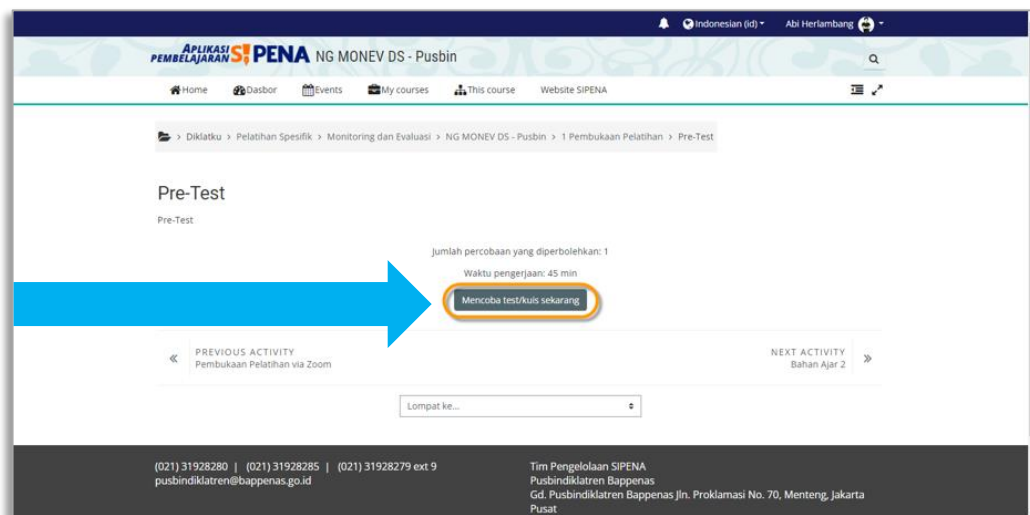 Indonesian (id)
Abi Herlambang
APLIKASI PEMBELAJARAN S!PENA NG MONEV DS - Pusbin
Home Dasbor Events My courses This course Website SIPENA
> Diklatku > Pelatihan Spesifik > Monitoring dan Evaluasi > NG MONEV DS - Pusbin > 1 Pembukaan Pelatihan > Pre-Test
Pre-Test
Pre-Test
Jumlah percobaan yang diperbolehkan: 1
Waktu pengerjaan: 45 min
Mencoba test/kuis sekarang
« PREVIOUS ACTIVITY
Pembukaan Pelatihan via Zoom
NEXT ACTIVITY »
Bahan Ajar 2
Lompat ke...
(021) 31928280 | (021) 31928285 | (021) 31928279 ext 9
pusbindiklatren@bappenas.go.id
Tim Pengelolaan SIPENA
Pusbindiklatren Bappenas
Gd. Pusbindiklatren Bappenas Jln. Proklamasi No. 70, Menteng, Jakarta
Pusat